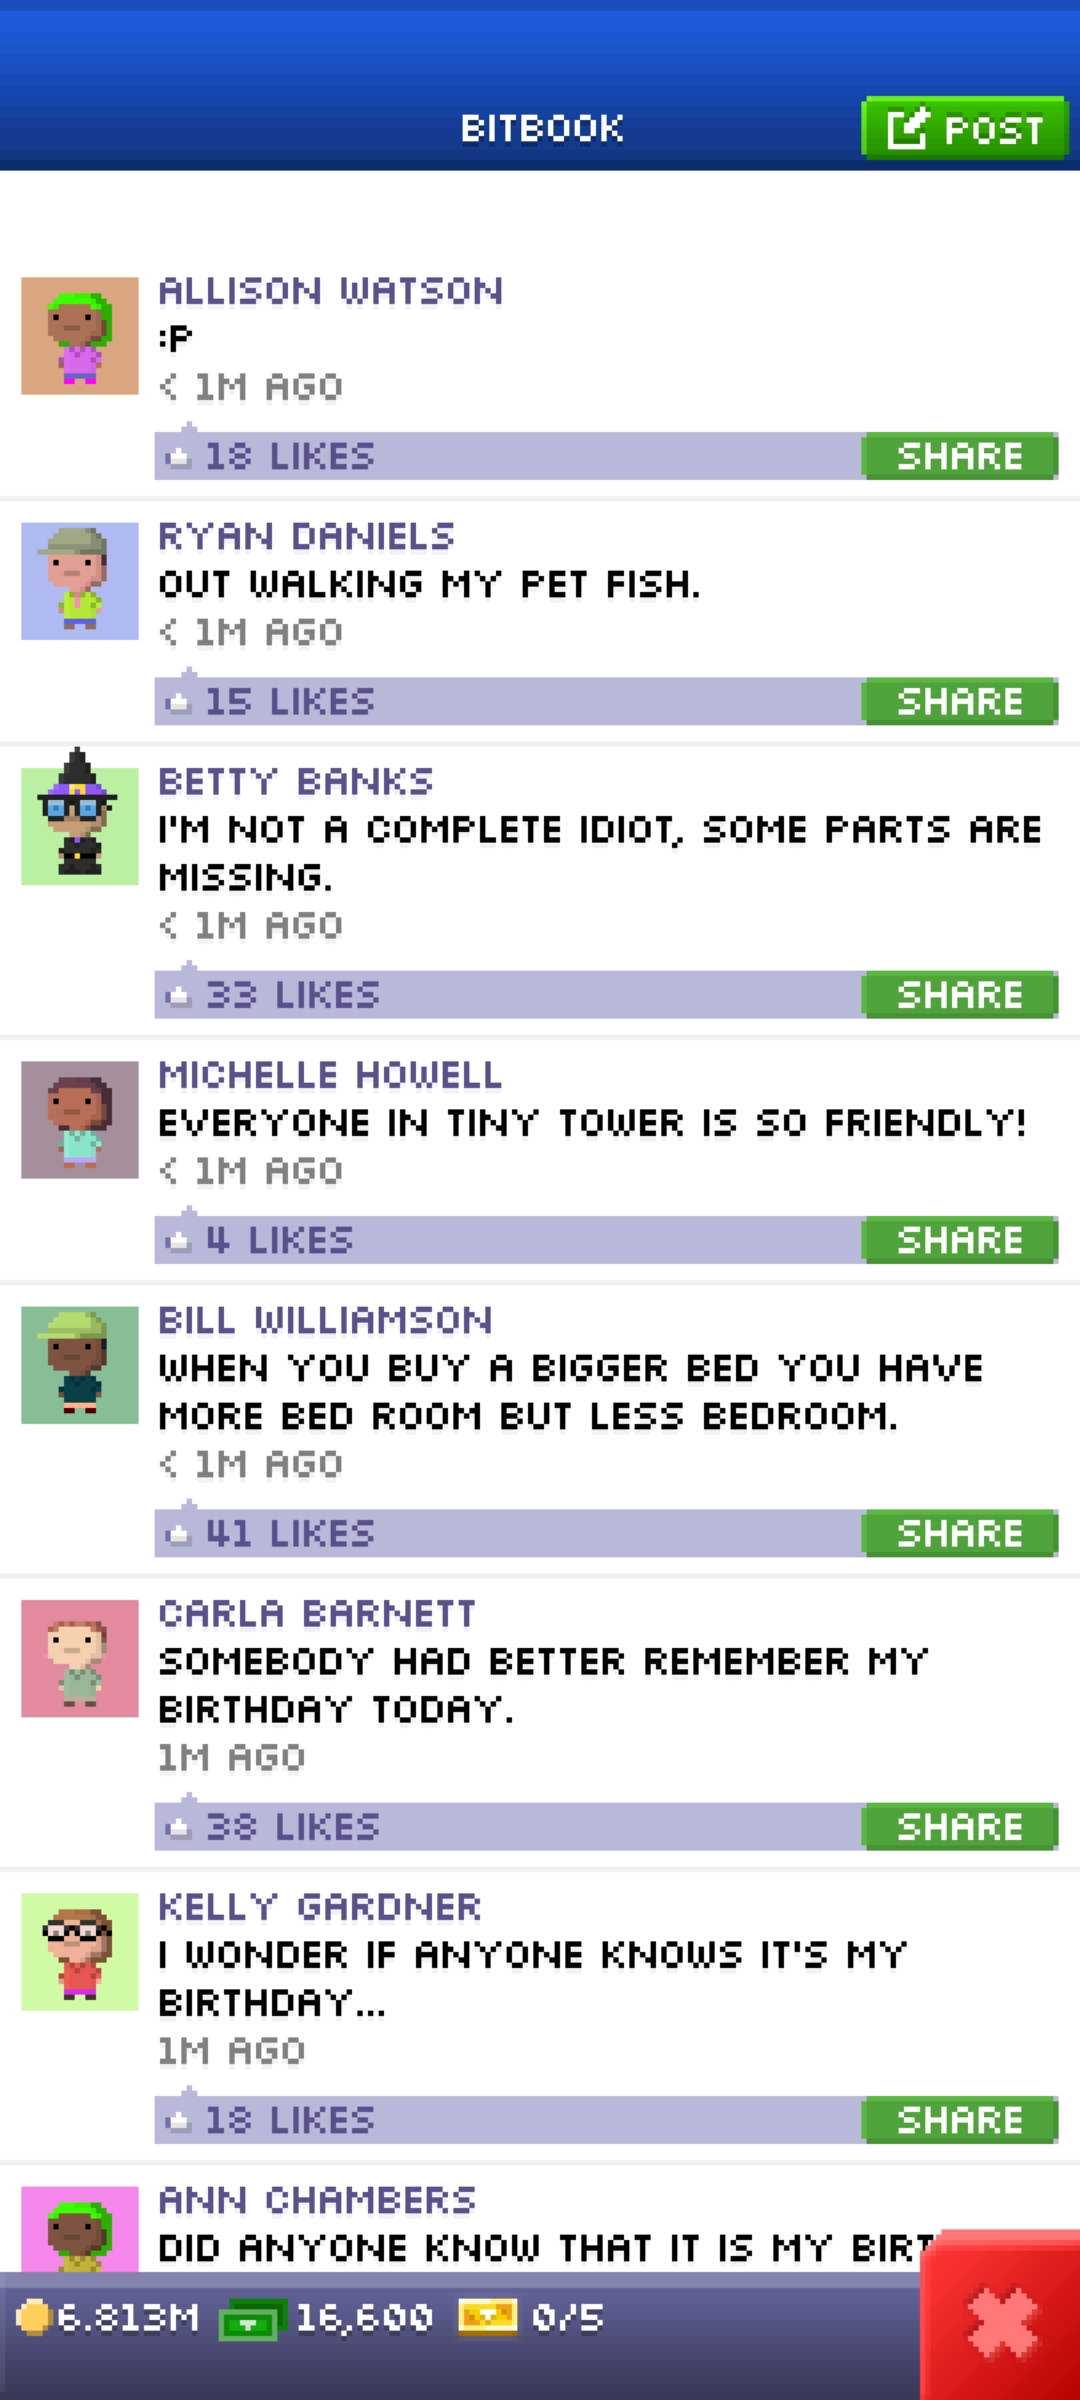 BITBOOK
POST
ALLISON WATSON
:P
< 1M AGO
18 LIKES
SHARE
RYAN DANIELS
OUT WALKING MY PET FISH.
< 1M AGO
15 LIKES
SHARE
BETTY BANKS
I'M NOT A COMPLETE IDIOT, SOME PARTS ARE
MISSING.
< 1M AGO
33 LIKES
SHARE
MICHELLE HOWELL
EVERYONE IN TINY TOWER IS SO FRIENDLY!
< 1M AGO
4 LIKES
SHARE
BILL WILLIAMSON
WHEN YOU BUY A BIGGER BED YOU HAVE
MORE BED ROOM BUT LESS BEDROOM.
< 1M AGO
41 LIKES
SHARE
CARLA BARNETT
SOMEBODY HAD BETTER REMEMBER MY
BIRTHDAY TODAY.
1M AGO
38 LIKES
SHARE
KELLY GARDNER
I WONDER IF ANYONE KNOWS IT'S MY
BIRTHDAY...
1M AGO
18 LIKES
SHARE
ANN CHAMBERS
DID ANYONE KNOW THAT IT IS MY
6.813M 16,600 0/5